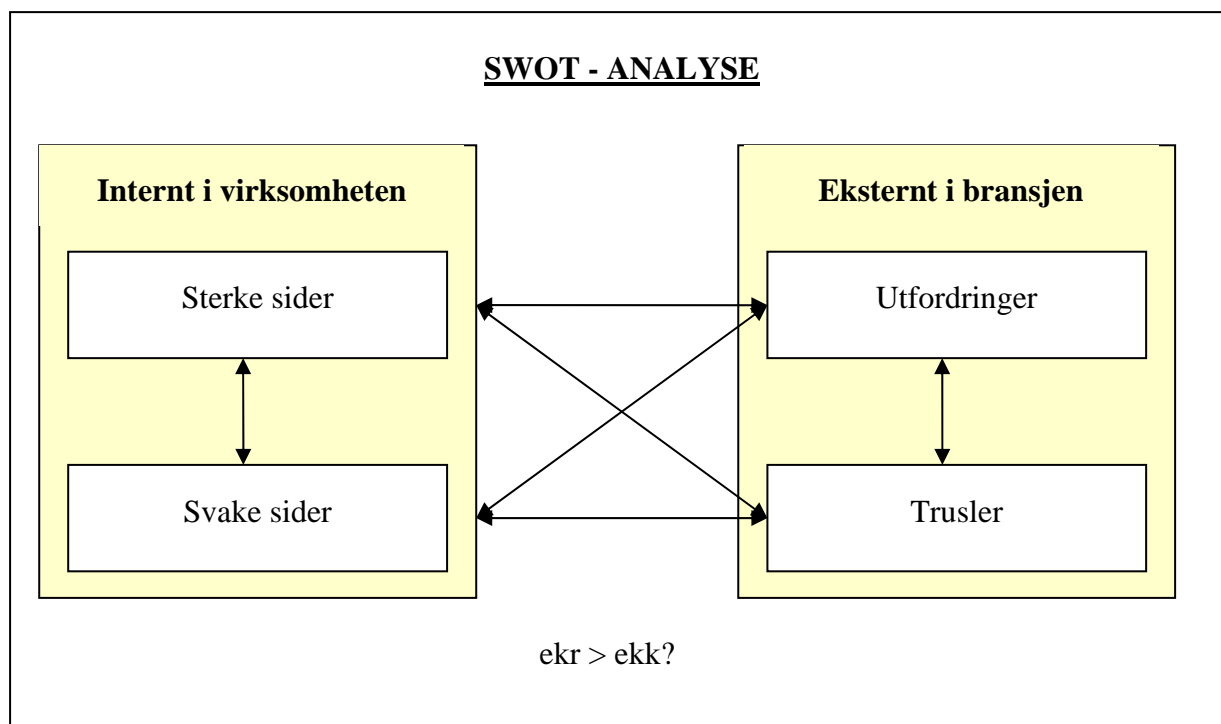 SWOT - ANALYSE
Internt i virksomheten
Sterke sider
Svake sider
Eksternt i bransjen
Utfordringer
Trusler
ekr > ekk?